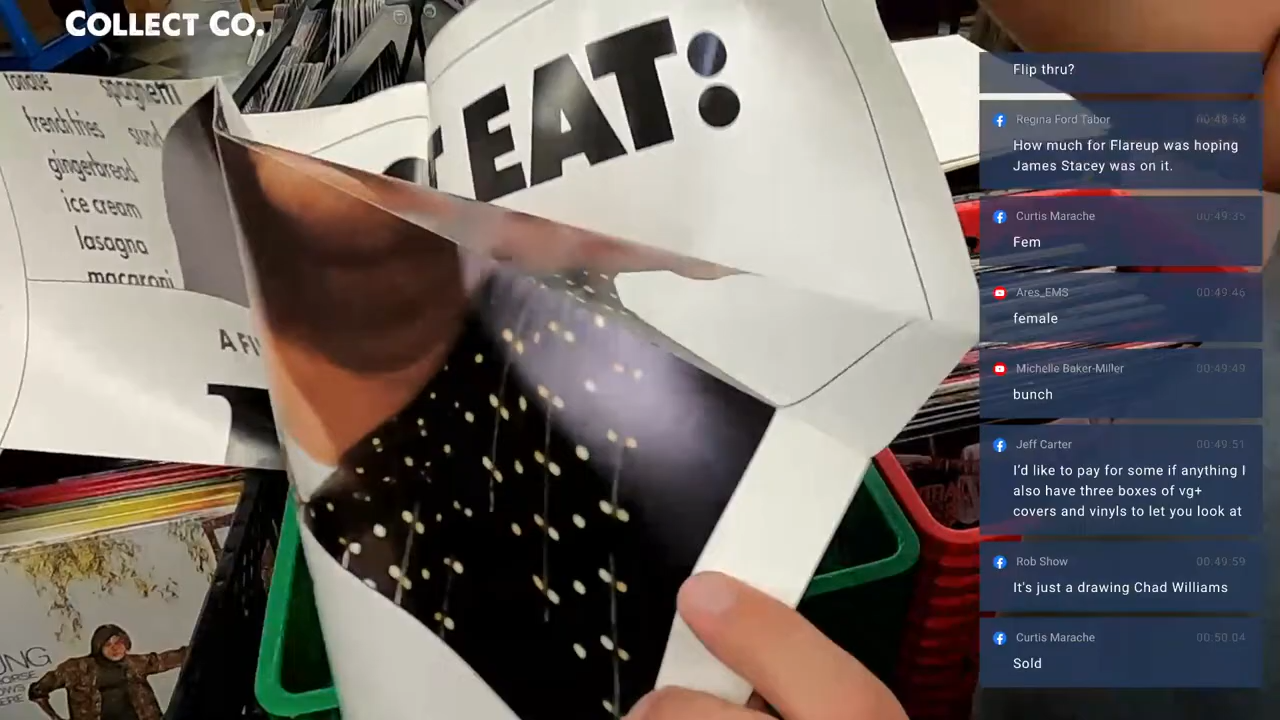 COLLECT CO.
EAT:
tongue spaghetti
french fries
gingerbread
ice cream
lasagna
macaroni
A
Flip thru?
Regina Ford Tabor 00:48:58
How much for Flareup was hoping
James Stacey was on it.
Curtis Marache 00:49:35
Fem
Ares_EMS 00:49:46
female
Michelle Baker-Miller 00:49:49
bunch
Jeff Carter 00:49:51
I'd like to pay for some if anything I
also have three boxes of vg+
covers and vinyls to let you look at
Rob Show 00:49:59
It's just a drawing Chad Williams
Curtis Marache 00:50:04
Sold